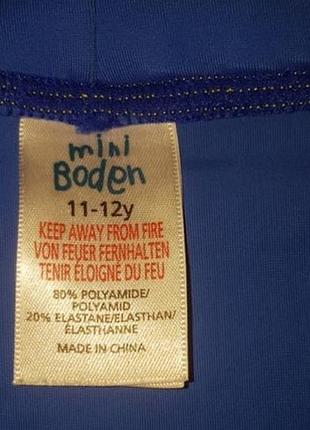 mini
Boden
11-12y
KEEP AWAY FROM FIRE
VON FEUER FERNHALTEN
TENIR ÉLOIGNÉ DU FEU
80% POLYAMIDE/
POLYAMID
20% ELASTANE/ELASTHAN/
ÉLASTHANNE
MADE IN CHINA